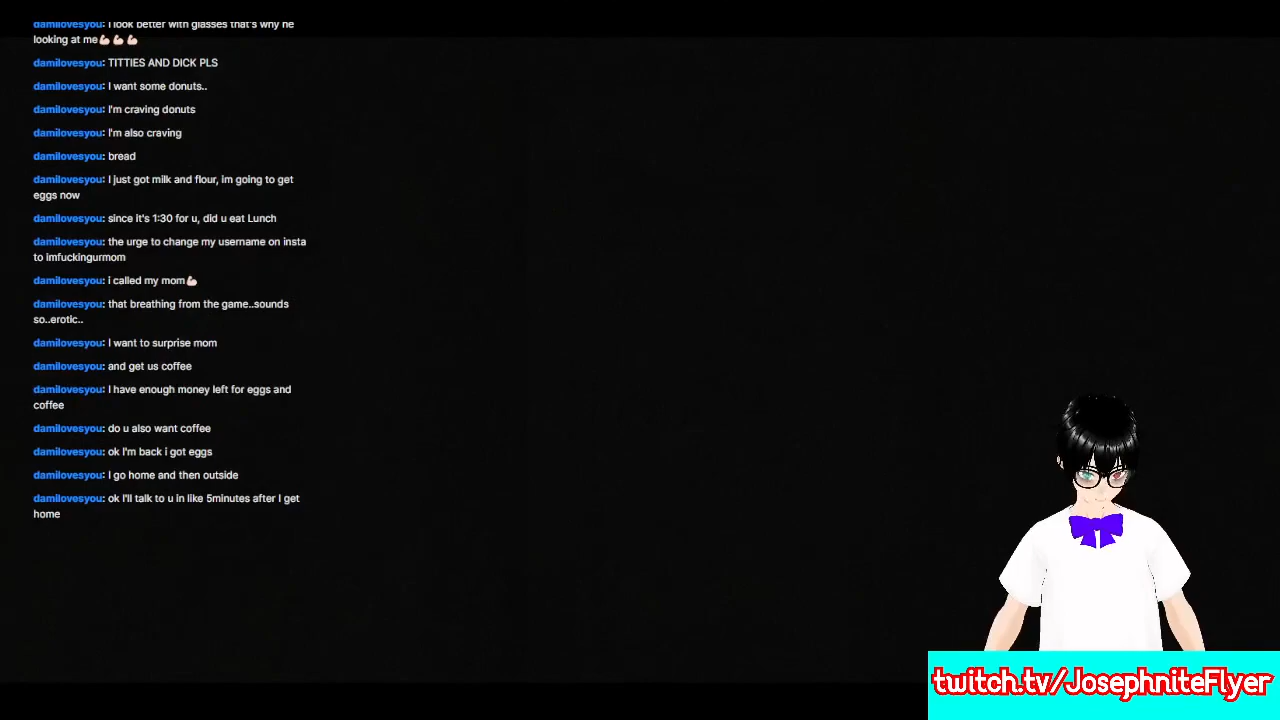 damilovesyou: I look better with glasses that's why he
looking at me💪🏻💪🏻💪🏻
damilovesyou: TITTIES AND DICK PLS
damilovesyou: I want some donuts..
damilovesyou: I'm craving donuts
damilovesyou: I'm also craving
damilovesyou: bread
damilovesyou: I just got milk and flour, im going to get
eggs now
damilovesyou: since it's 1:30 for u, did u eat Lunch
damilovesyou: the urge to change my username on insta
to imfuckingurmom
damilovesyou: i called my mom💪🏻
damilovesyou: that breathing from the game..sounds
so..erotic..
damilovesyou: I want to surprise mom
damilovesyou: and get us coffee
damilovesyou: I have enough money left for eggs and
coffee
damilovesyou: do u also want coffee
damilovesyou: ok I'm back i got eggs
damilovesyou: I go home and then outside
damilovesyou: ok I'll talk to u in like 5minutes after I get
home
twitch.tv/JosephniteFlyer